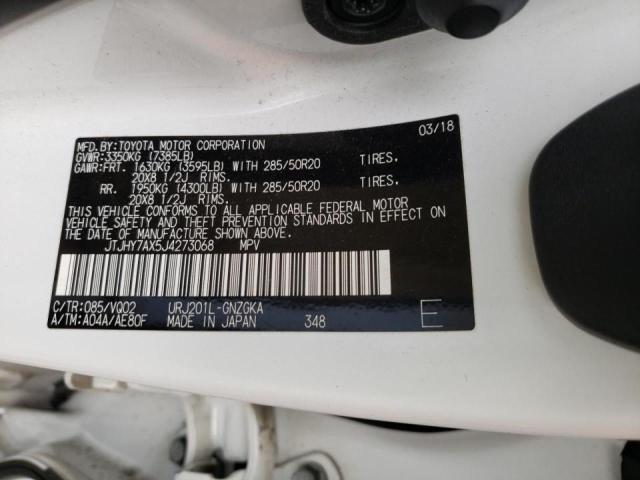 03/18
MFD.BY:TOYOTA MOTOR CORPORATION
GVWR:3350KG (7385LB)
GAWR:FRT. 1630KG (3595LB) WITH 285/50R20 TIRES.
20X8 1/2J RIMS.
RR. 1950KG (4300LB) WITH 285/50R20 TIRES.
20X8 1/2J RIMS.
THIS VEHICLE CONFORMS TO ALL APPLICABLE FEDERAL MOTOR
VEHICLE SAFETY AND THEFT PREVENTION STANDARDS IN EFFECT ON
THE DATE OF MANUFACTURE SHOWN ABOVE.
JTJHY7AX5J4273068 MPV
C/TR:085/VQ02 URJ201L-GNZGKA
A/TM:A04A/AE80F MADE IN JAPAN 348 E